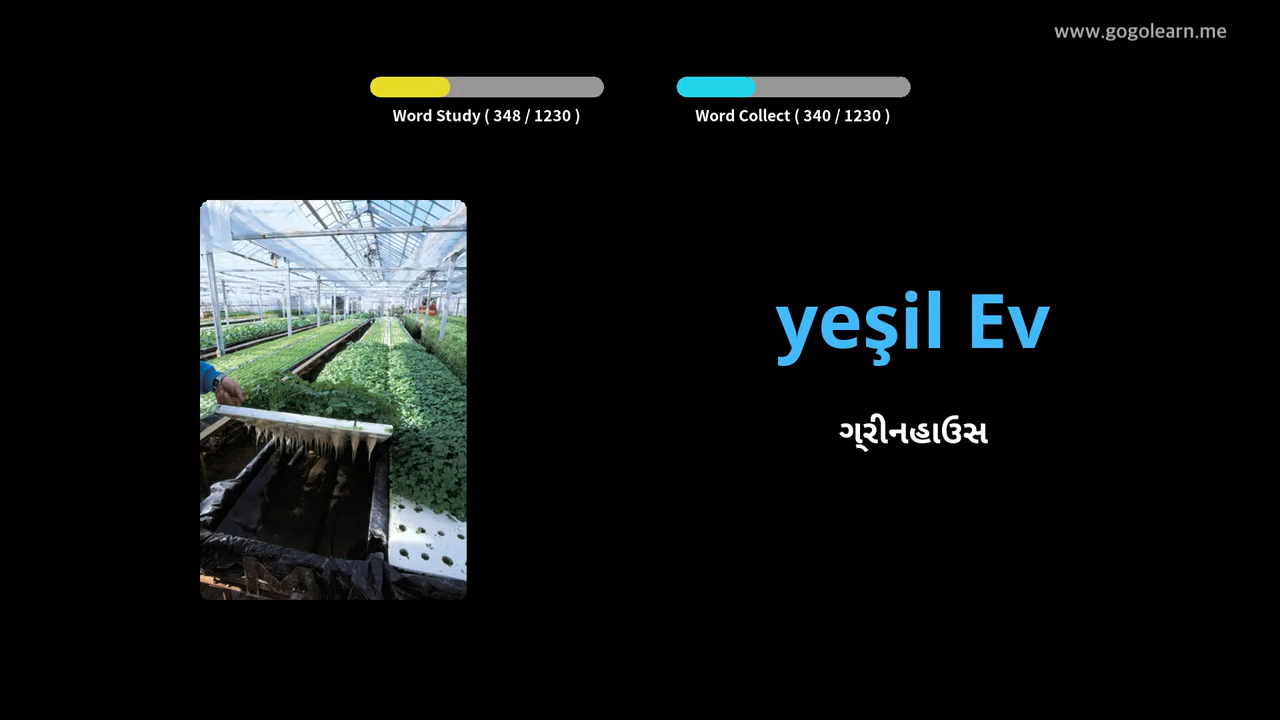 www.gogolearn.me
Word Study ( 348 / 1230 )
Word Collect ( 340 / 1230 )
yeşil Ev
ગ્રીનહાઉસ